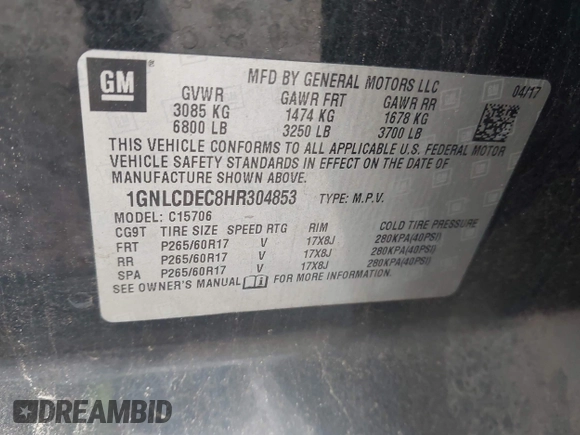 GM
MFD BY GENERAL MOTORS LLC
04/17
GVWR GAWR FRT GAWR RR
3085 KG 1474 KG 1678 KG
6800 LB 3250 LB 3700 LB
THIS VEHICLE CONFORMS TO ALL APPLICABLE U.S. FEDERAL MOTOR
VEHICLE SAFETY STANDARDS IN EFFECT ON THE DATE OF
MANUFACTURE SHOWN ABOVE.
1GNLCDEC8HR304853 TYPE: M.P.V.
MODEL: C15706 –
CG9T TIRE SIZE SPEED RTG RIM COLD TIRE PRESSURE
FRT P265/60R17 V 17X8J 280KPA(40PSI)
RR P265/60R17 V 17X8J 280KPA(40PSI)
SPA P265/60R17 V 17X8J 280KPA(40PSI)
SEE OWNER'S MANUAL FOR MORE INFORMATION.
DREAMBID